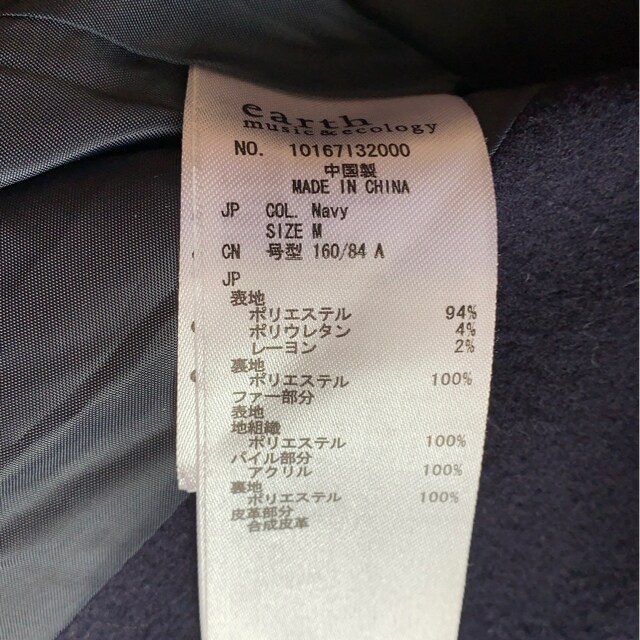 earth
music&ecology
NO. 10167132000
中国製
MADE IN CHINA
JP COL. Navy
SIZE M
CN 号型 160/84 A
JP
表地
ポリエステル 94%
ポリウレタン 4%
レーヨン 2%
裏地
ポリエステル 100%
ファー部分
表地
地組織
ポリエステル 100%
パイル部分
アクリル 100%
裏地
ポリエステル 100%
皮革部分
合成皮革